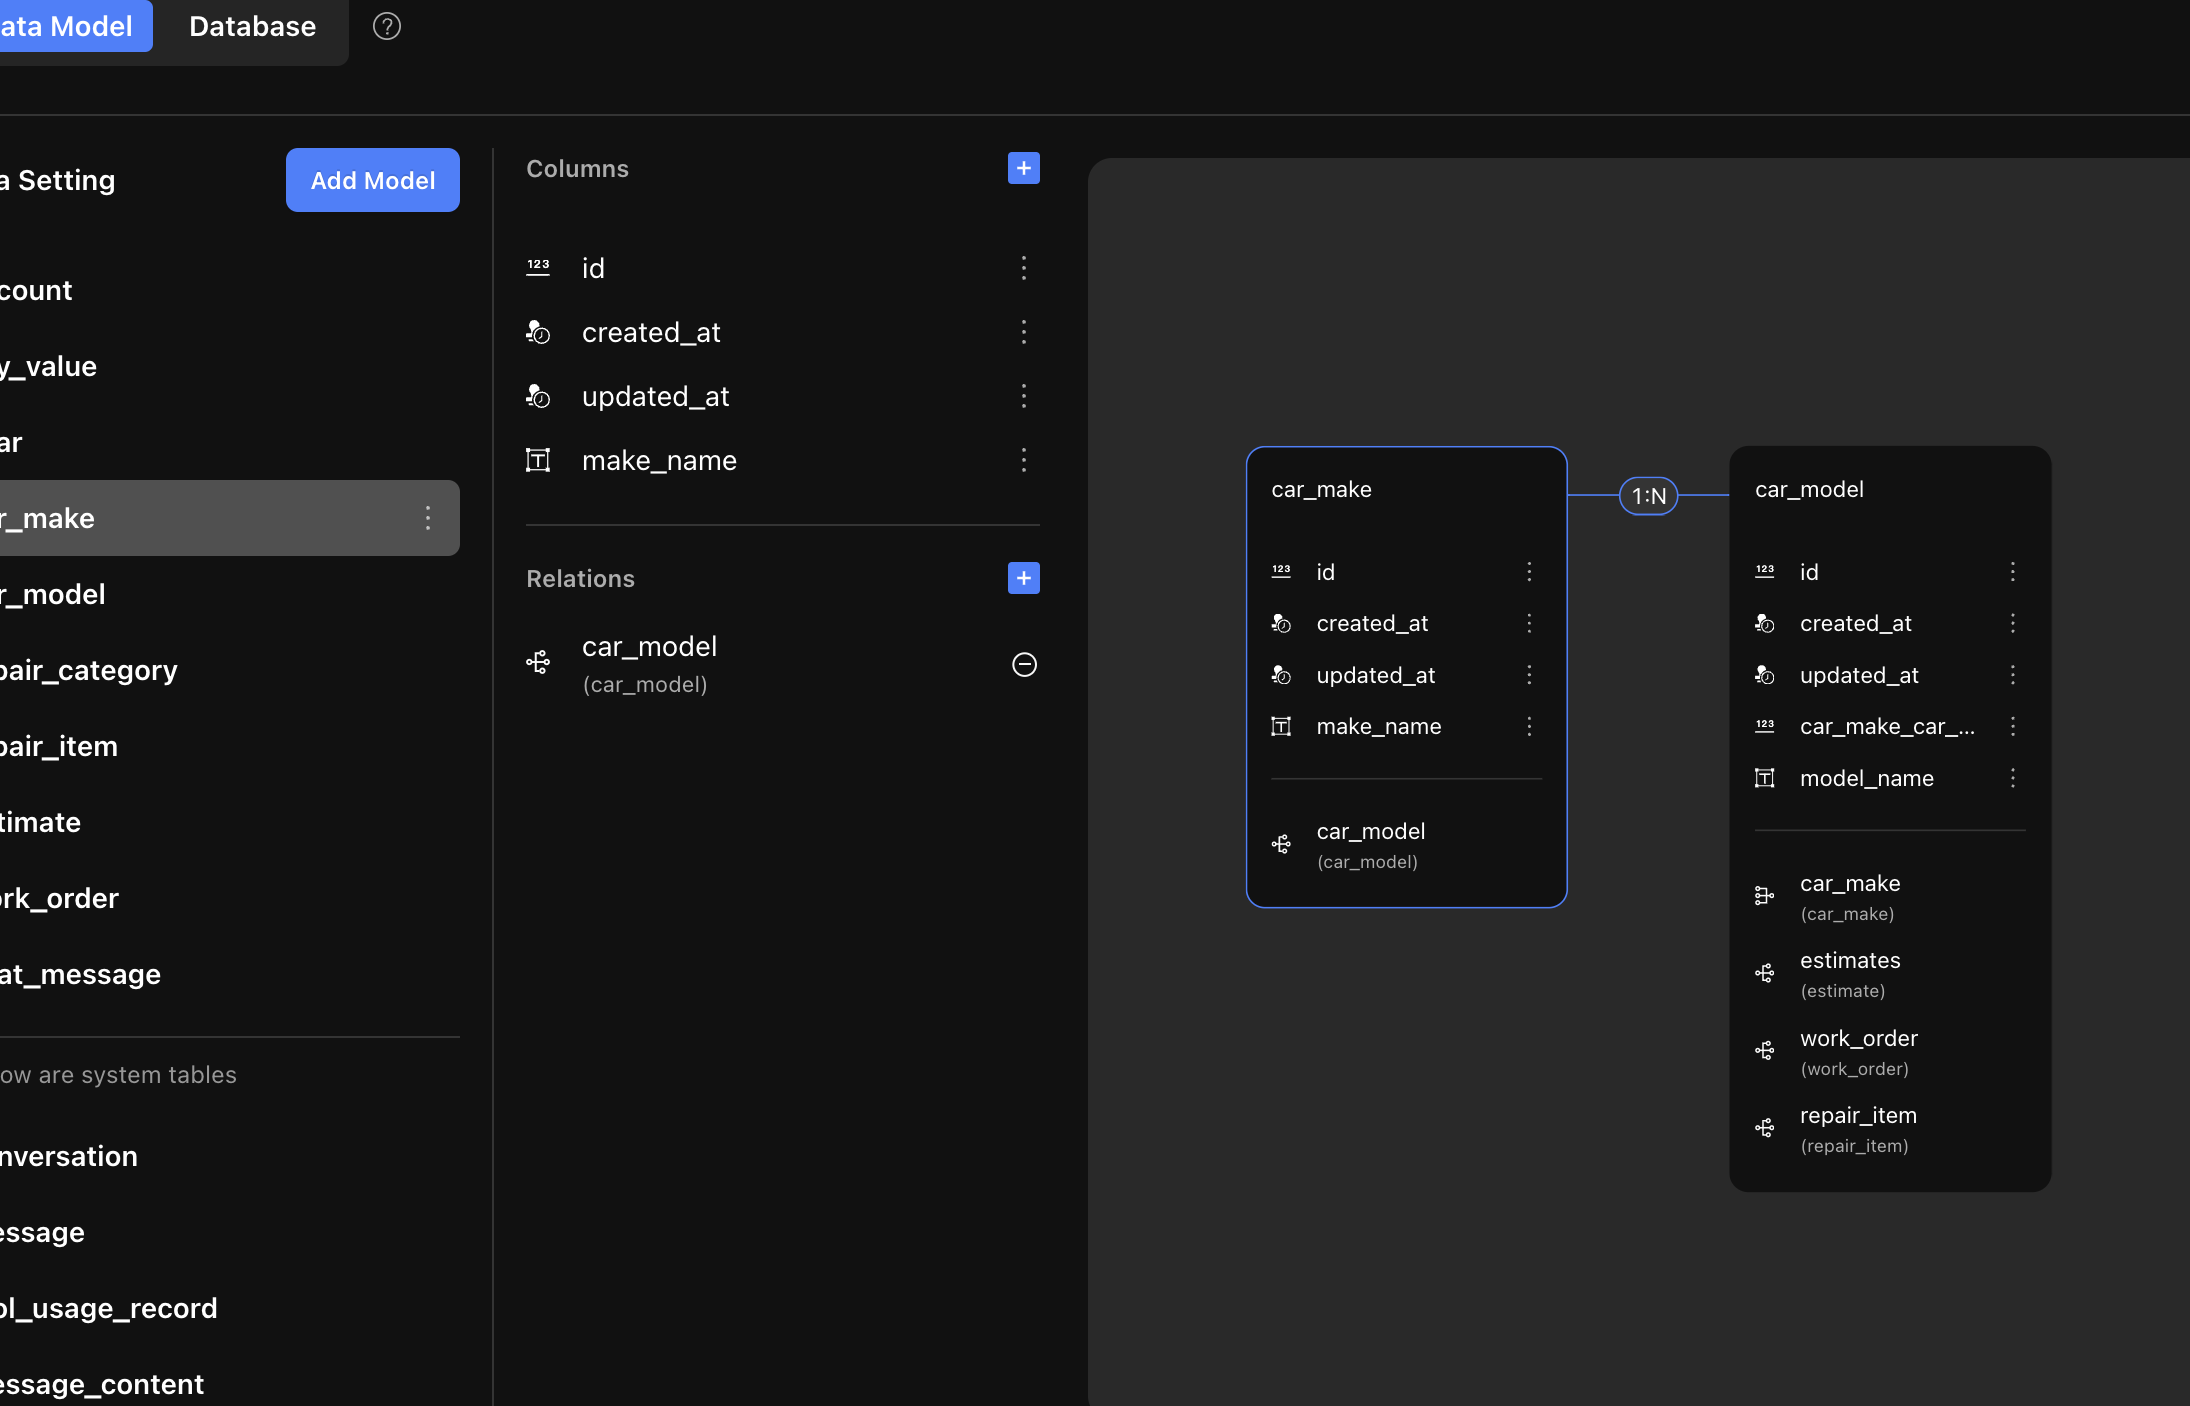 ata Model Database ?
a Setting
Add Model
count
y_value
ar
r_make
r_model
pair_category
pair_item
timate
ork_order
at_message
ow are system tables
nversation
essage
ol_usage_record
essage_content
Columns
+
123 id
created_at
updated_at
T make_name
Relations
+
car_model
(car_model)
car_make
123 id
created_at
updated_at
T make_name
car_model
(car_model)
1:N
car_model
123 id
created_at
updated_at
123 car_make_car_...
T model_name
car_make
(car_make)
estimates
(estimate)
work_order
(work_order)
repair_item
(repair_item)